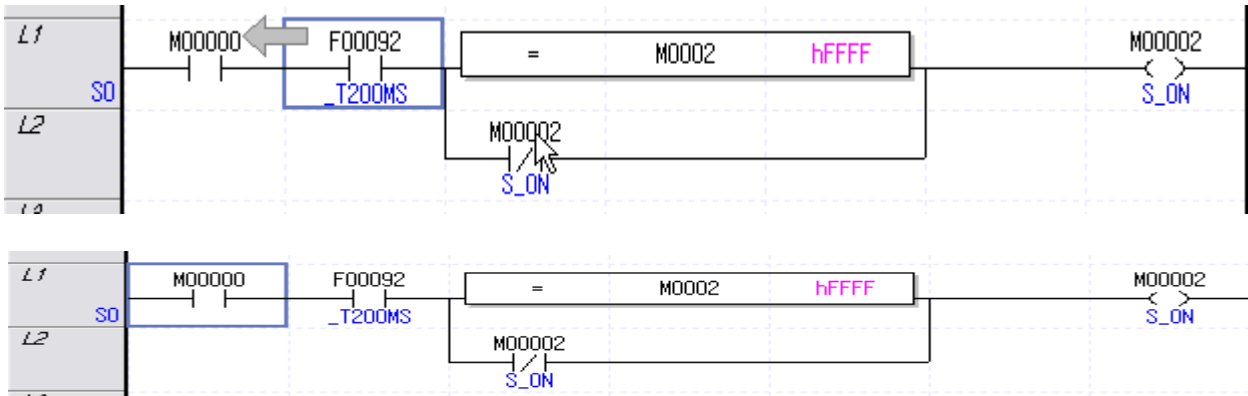 L1 M00000 F00092 = M0002 hFFFF M00002
S0 _T200MS S_ON
L2 M00002
S_ON
L1 M00000 F00092 = M0002 hFFFF M00002
S0 _T200MS S_ON
L2 M00002
S_ON